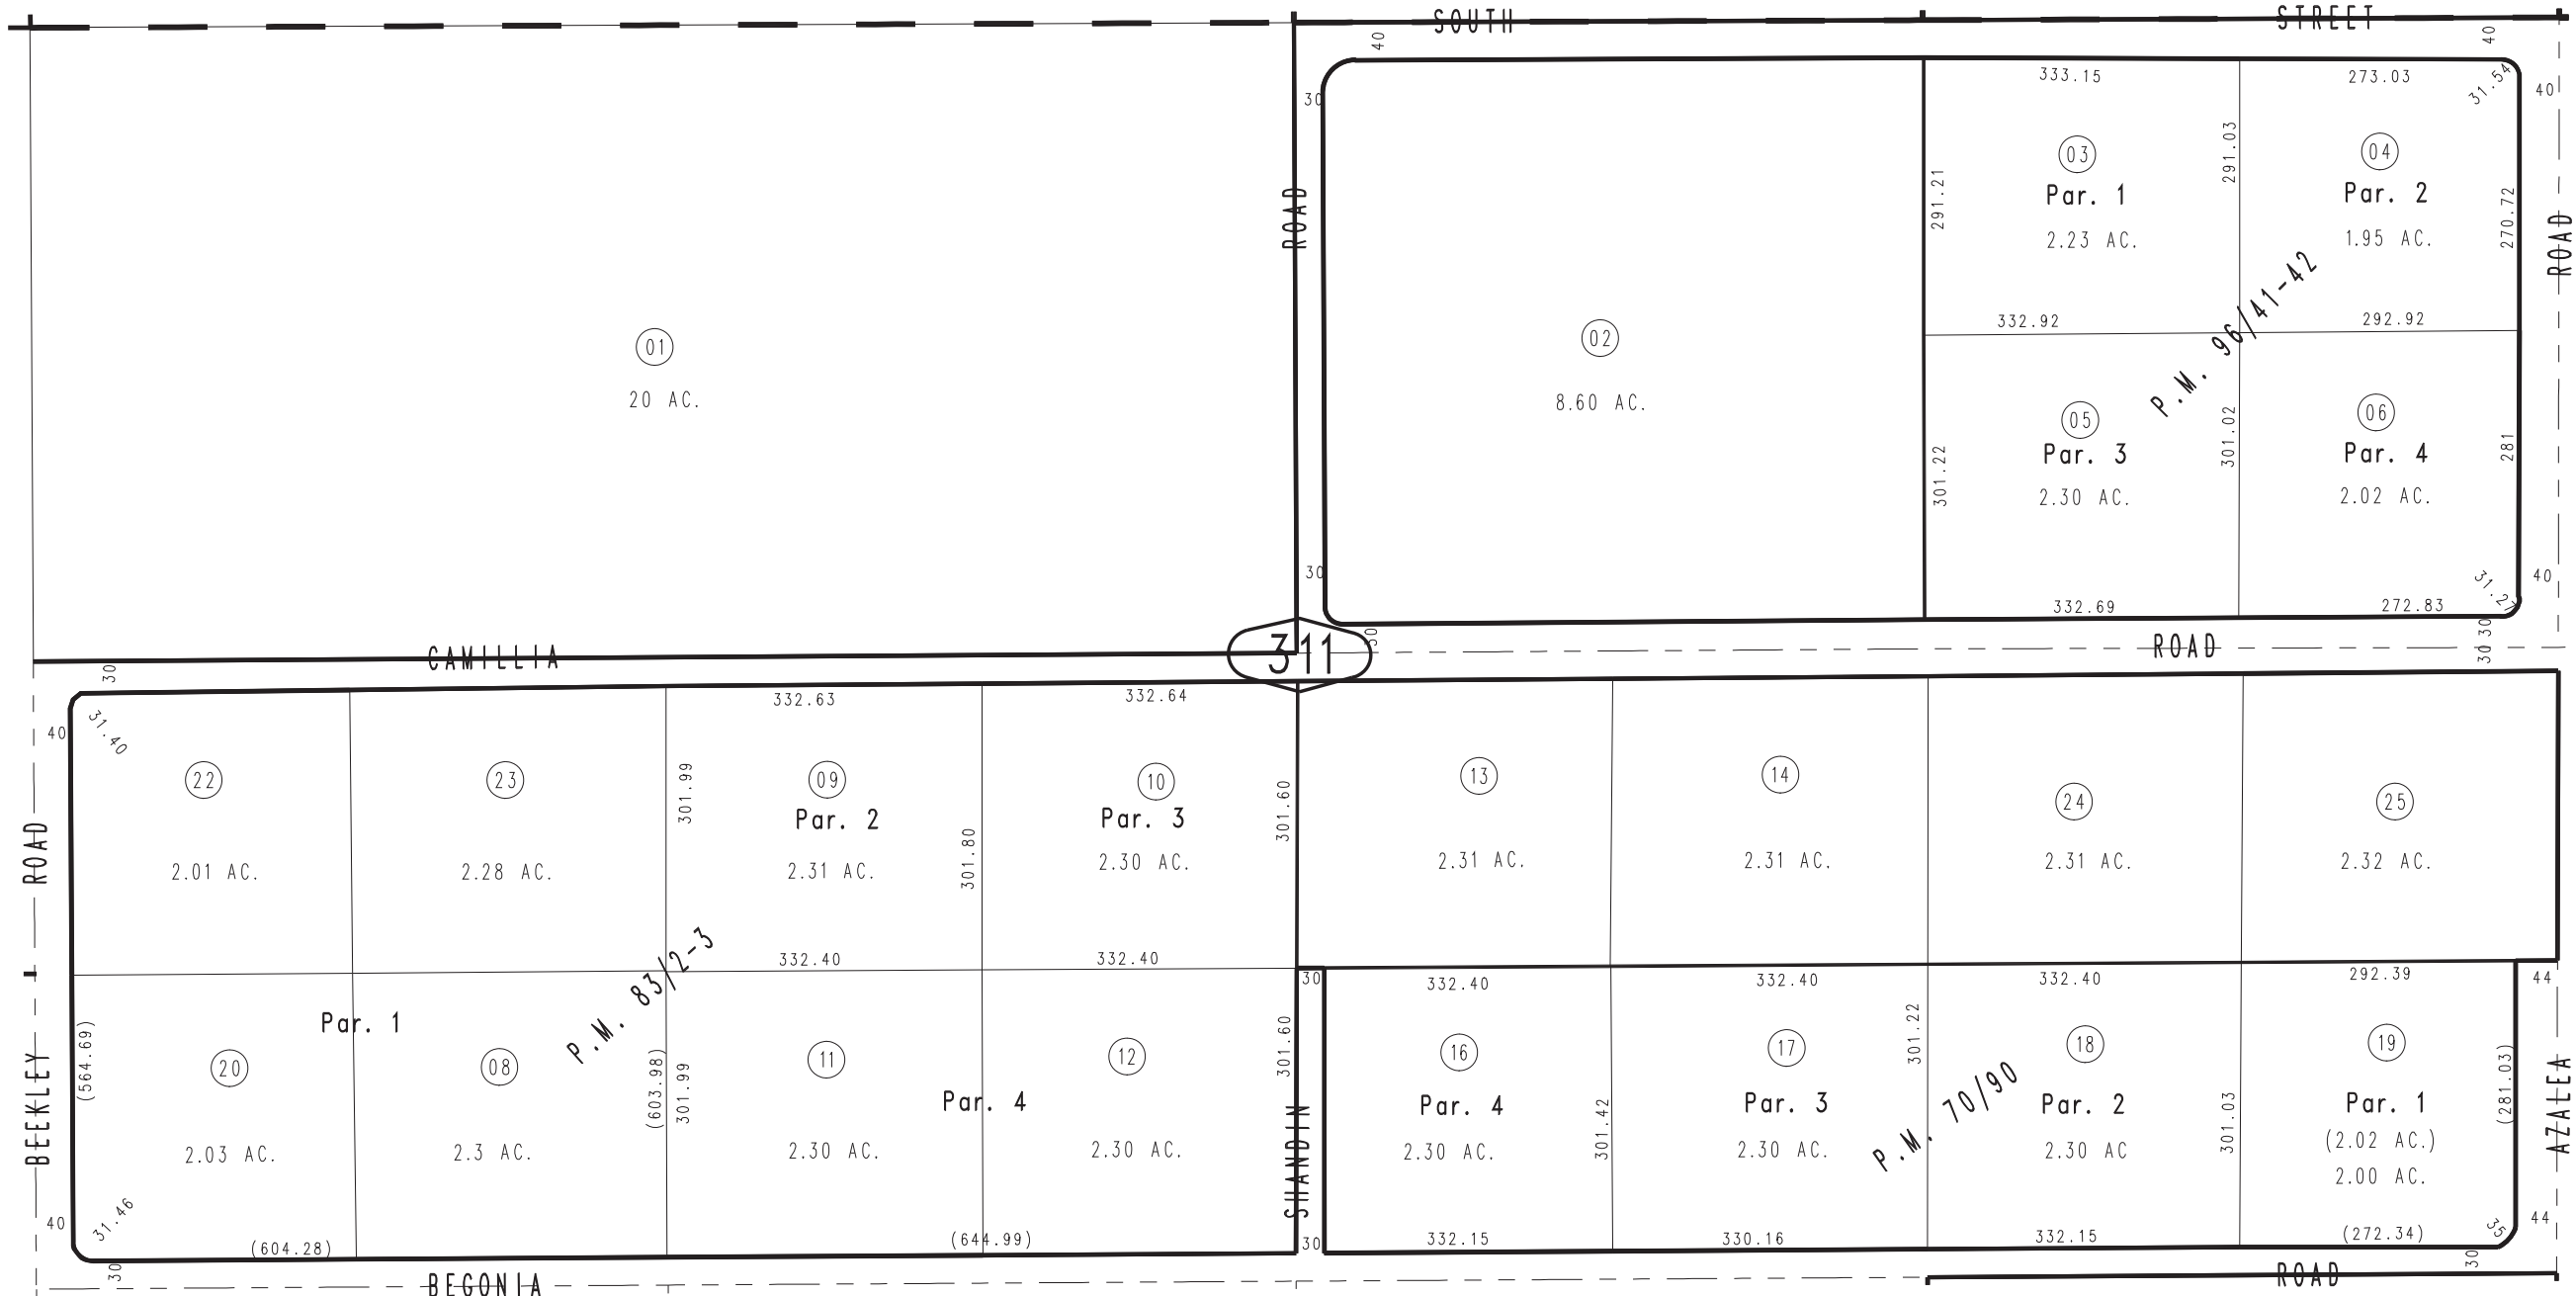 SOUTH STREET
40 40
30 333.15 273.03 31.54 40
03 04
291.03
ROAD Par. 1 Par. 2 ROAD
291.21 270.72
2.23 AC. 1.95 AC.
P.M. 96/41-42
332.92 292.92
01 02
20 AC. 8.60 AC.
05 06
301.02
Par. 3 Par. 4 281
301.22
2.30 AC. 2.02 AC.
30 31.27 40
332.69 272.83
30 30
311
CAMILLIA ROAD
30 30
332.63 332.64
40 31.40
22 23 09 10 13 14 24 25
301.99 301.60
Par. 2 Par. 3
ROAD 301.80
2.01 AC. 2.28 AC. 2.31 AC. 2.30 AC. 2.31 AC. 2.31 AC. 2.31 AC. 2.32 AC.
P.M. 83/2-3
332.40 332.40
30 332.40 332.40 332.40 292.39 44
Par. 1
301.60 301.22
(564.69) (603.98) 301.99 (281.03)
20 08 11 12 16 17 18 19
P.M. 70/90
Par. 4 Par. 4 Par. 3 Par. 2 Par. 1
BEEKLEY 301.42 301.03 AZALEA
2.03 AC. 2.3 AC. 2.30 AC. 2.30 AC. 2.30 AC. 2.30 AC. 2.30 AC (2.02 AC.)
2.00 AC.
SHANDIN
40 31.46 35 44
(604.28) (644.99) 30 332.15 330.16 332.15 (272.34)
30 30
BEGONIA ROAD